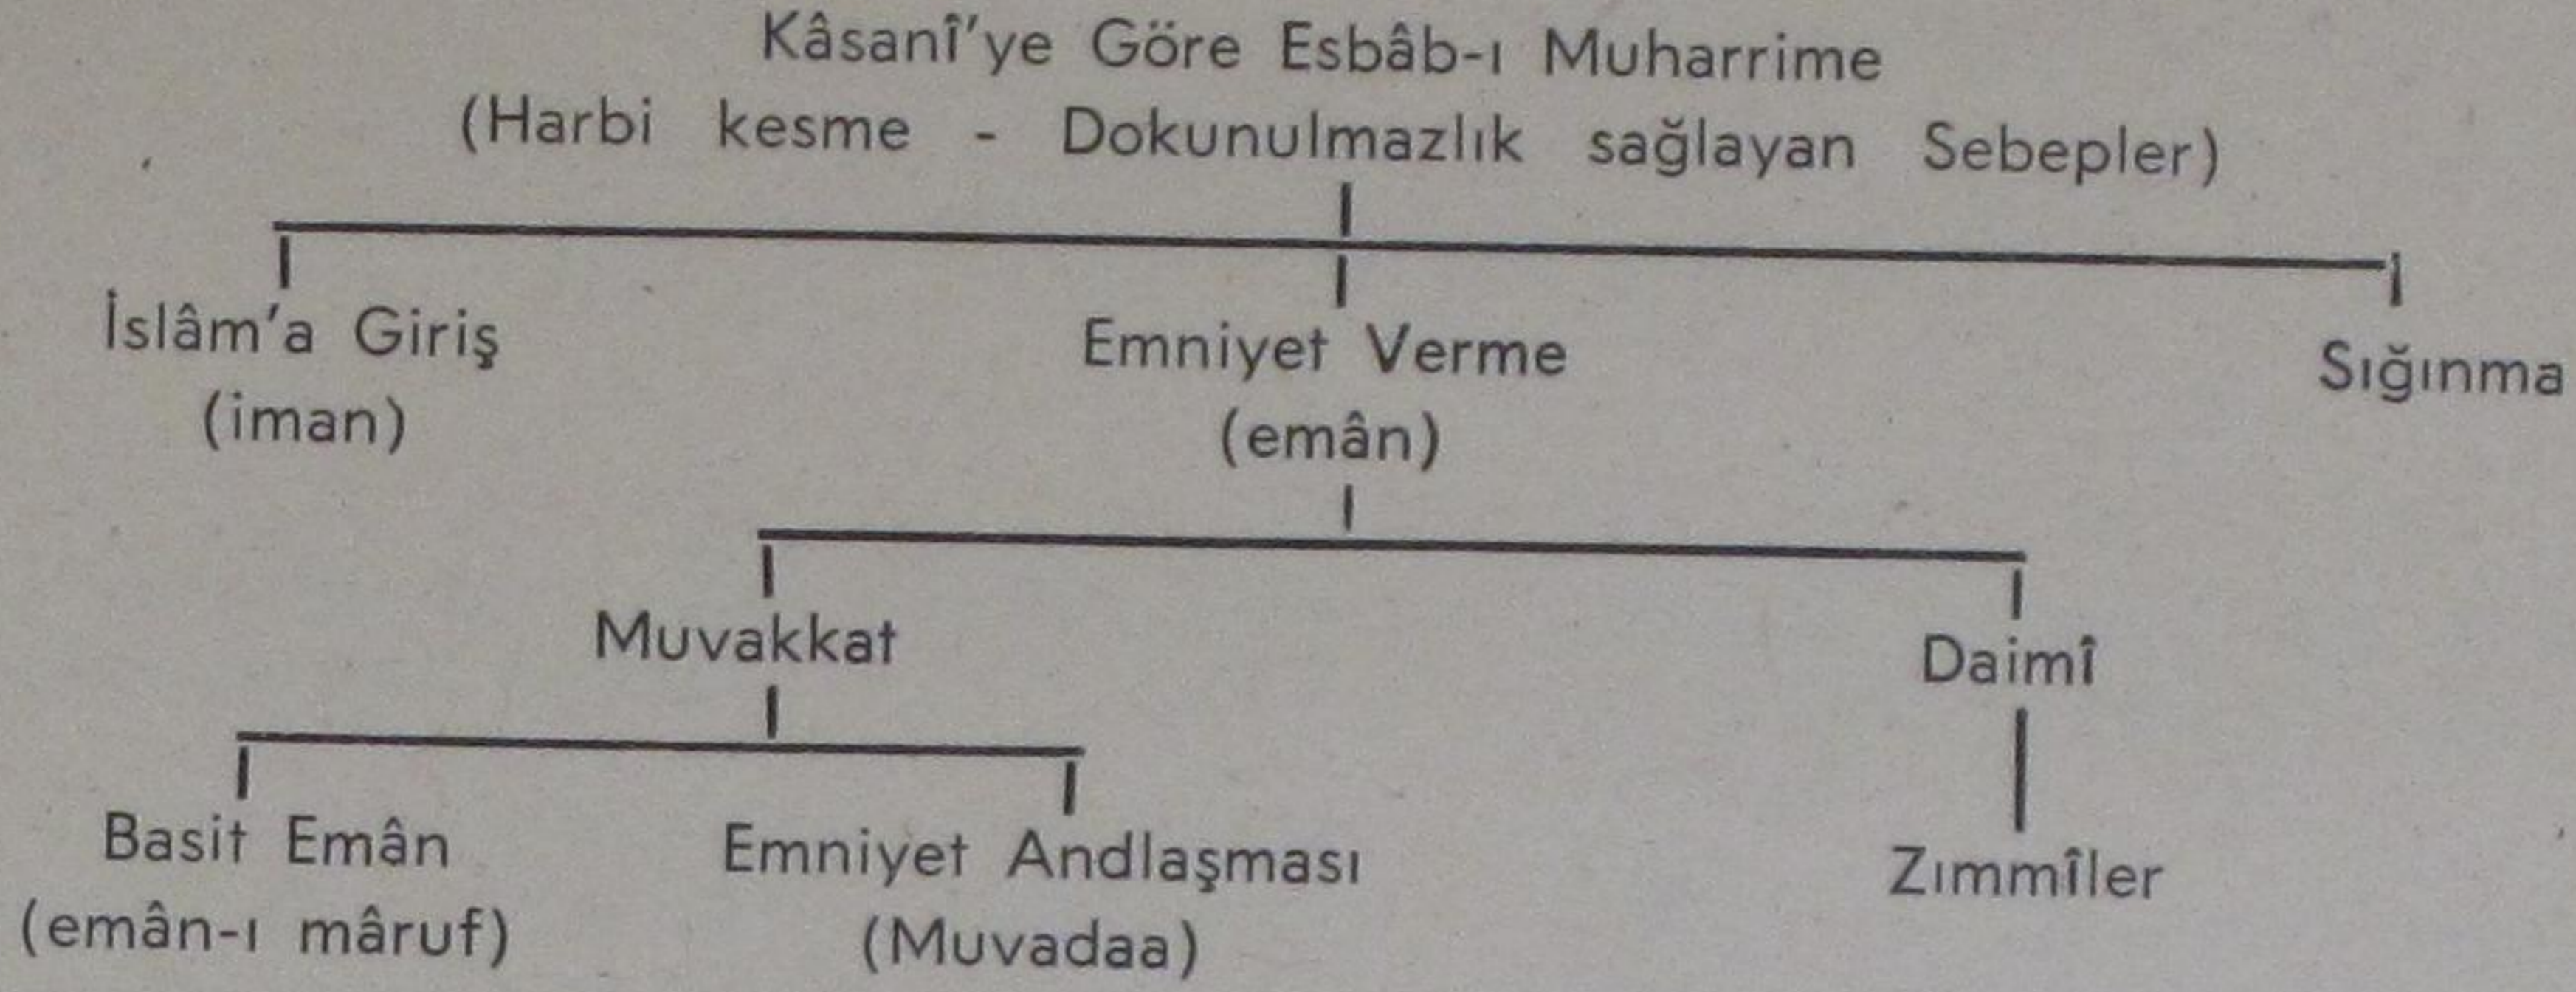 Kâsanî'ye Göre Esbâb-ı Muharrime
(Harbi kesme - Dokunulmazlık sağlayan Sebepler)
İslâm'a Giriş
(iman)
Emniyet Verme
(emân)
Sığınma
Muvakkat
Daimî
Basit Emân
(emân-ı mâruf)
Emniyet Andlaşması
(Muvadaa)
Zımmîler